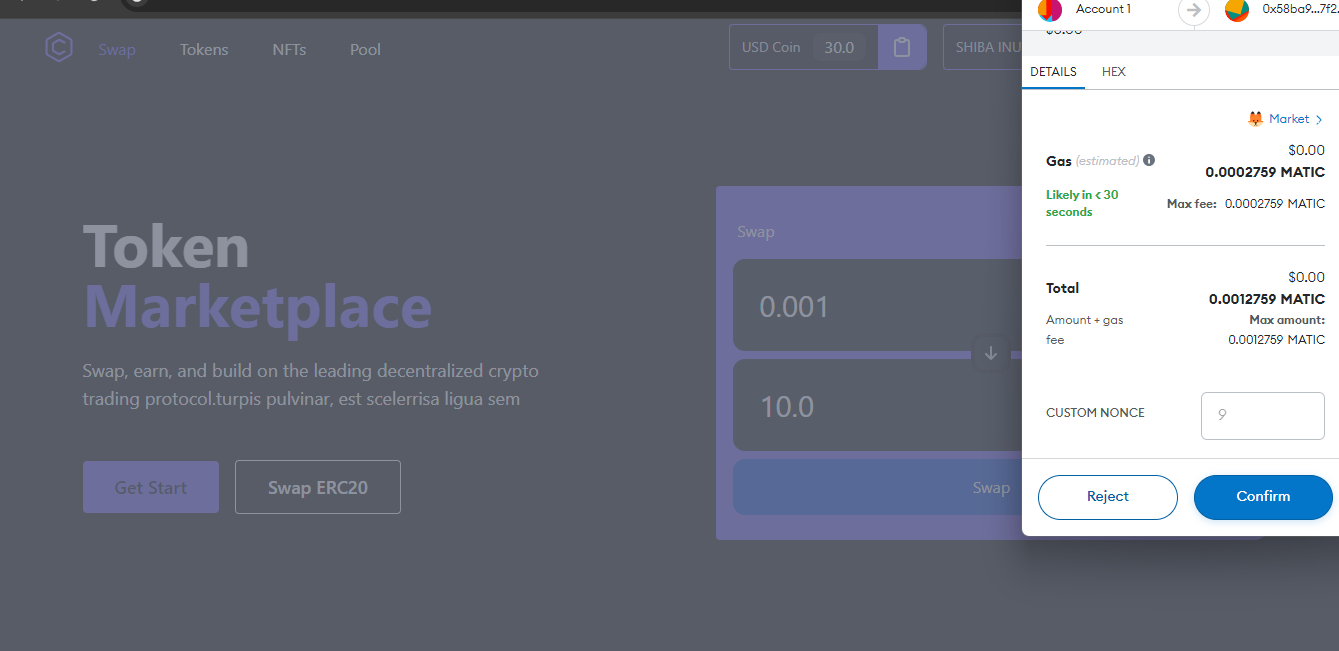 Account 1
0x58ba9...7f2.
Swap
Tokens
NFTs
Pool
USD Coin
30.0
SHIBA INU
DETAILS
HEX
Market
Gas (estimated)
$0.00
0.0002759 MATIC
Likely in < 30
seconds
Max fee: 0.0002759 MATIC
Total
$0.00
0.0012759 MATIC
Amount + gas
fee
Max amount:
0.0012759 MATIC
CUSTOM NONCE
9
Reject
Confirm
Token
Marketplace
Swap, earn, and build on the leading decentralized crypto
trading protocol.turpis pulvinar, est scelerrisa ligua sem
Get Start
Swap ERC20
Swap
0.001
10.0
Swap